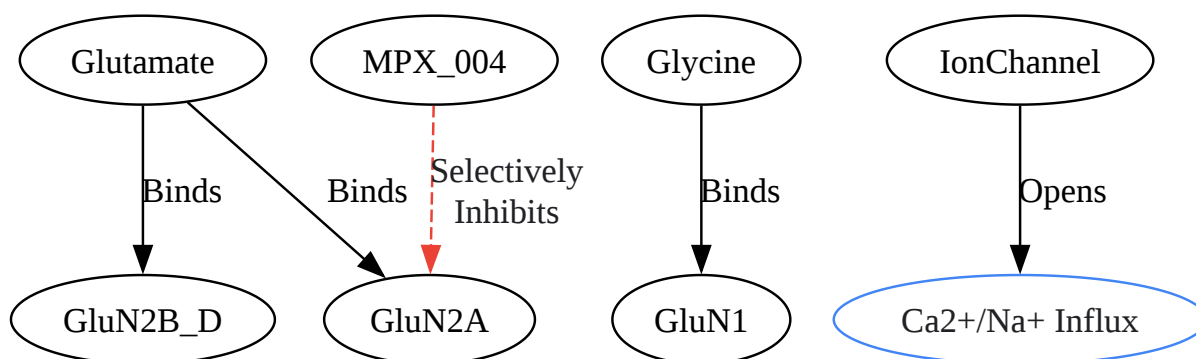 Glutamate
MPX_004
Glycine
IonChannel
Binds
Binds
Selectively
Inhibits
Binds
Opens
GluN2B_D
GluN2A
GluN1
Ca2+/Na+ Influx